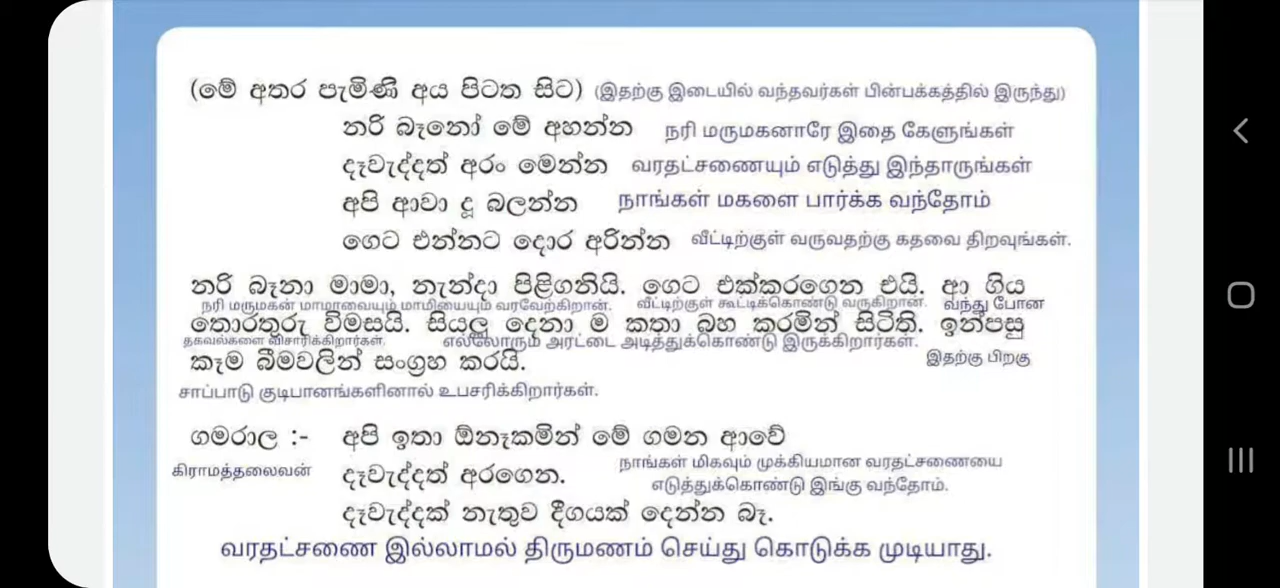 (මේ අතර පැමිණි අය පිටත සිට) (இதற்கு இடையில் வந்தவர்கள் பின்பக்கத்தில் இருந்து)
නරි බෑනෝ මේ අහන්න நரி மருமகனாரே இதை கேளுங்கள்
දෑවැද්දත් අරං මෙන්න வரதட்சணையும் எடுத்து இந்தாருங்கள்
අපි ආවා දූ බලන්න நாங்கள் மகளை பார்க்க வந்தோம்
ගෙට එන්නට දොර අරින්න வீட்டிற்குள் வருவதற்கு கதவை திறவுங்கள்.
නරි බෑනා මාමා, නැන්දා පිළිගනියි. ගෙට එක්කරගෙන එයි. ආ ගිය
நரி மருமகன் மாமாவையும் மாமியையும் வரவேற்கிறான். வீட்டிற்குள் கூட்டிக்கொண்டு வருகிறான். வந்து போன
තොරතුරු විමසයි. සියලු දෙනා ම කතා බහ කරමින් සිටිති. ඉන්පසු
தகவல்களை விசாரிக்கிறார்கள். எல்லோரும் அரட்டை அடித்துக்கொண்டு இருக்கிறார்கள்.
කෑම බීමවලින් සංග්‍රහ කරයි. இதற்கு பிறகு
சாப்பாடு குடிபானங்களினால் உபசரிக்கிறார்கள்.
ගමරාල :- අපි ඉතා ඕනෑකමින් මේ ගමන ආවේ
கிராமத்தலைவன் දෑවැද්දත් අරගෙන. நாங்கள் மிகவும் முக்கியமான வரதட்சணையை
எடுத்துக்கொண்டு இங்கு வந்தோம்.
දෑවැද්දක් නැතුව දීගයක් දෙන්න බෑ.
வரதட்சணை இல்லாமல் திருமணம் செய்து கொடுக்க முடியாது.